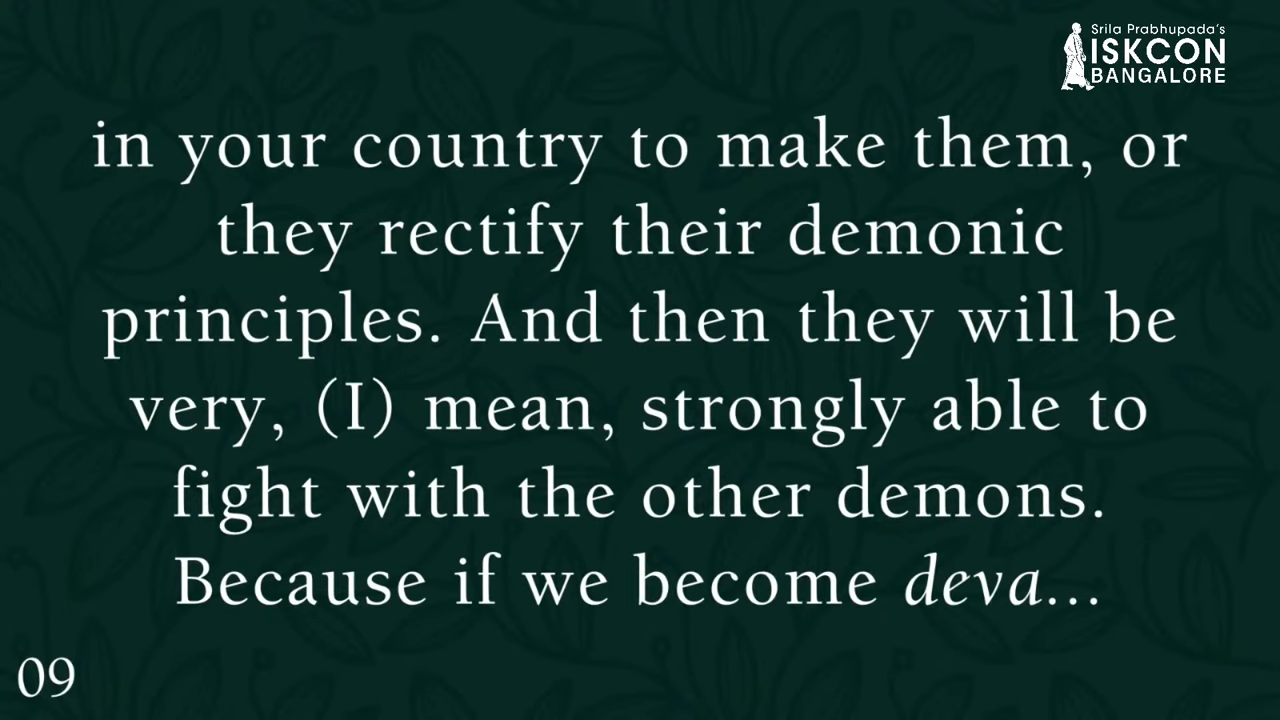 Srila Prabhupada's
ISKCON
BANGALORE
in your country to make them, or
they rectify their demonic
principles. And then they will be
very, (I) mean, strongly able to
fight with the other demons.
Because if we become deva...
09